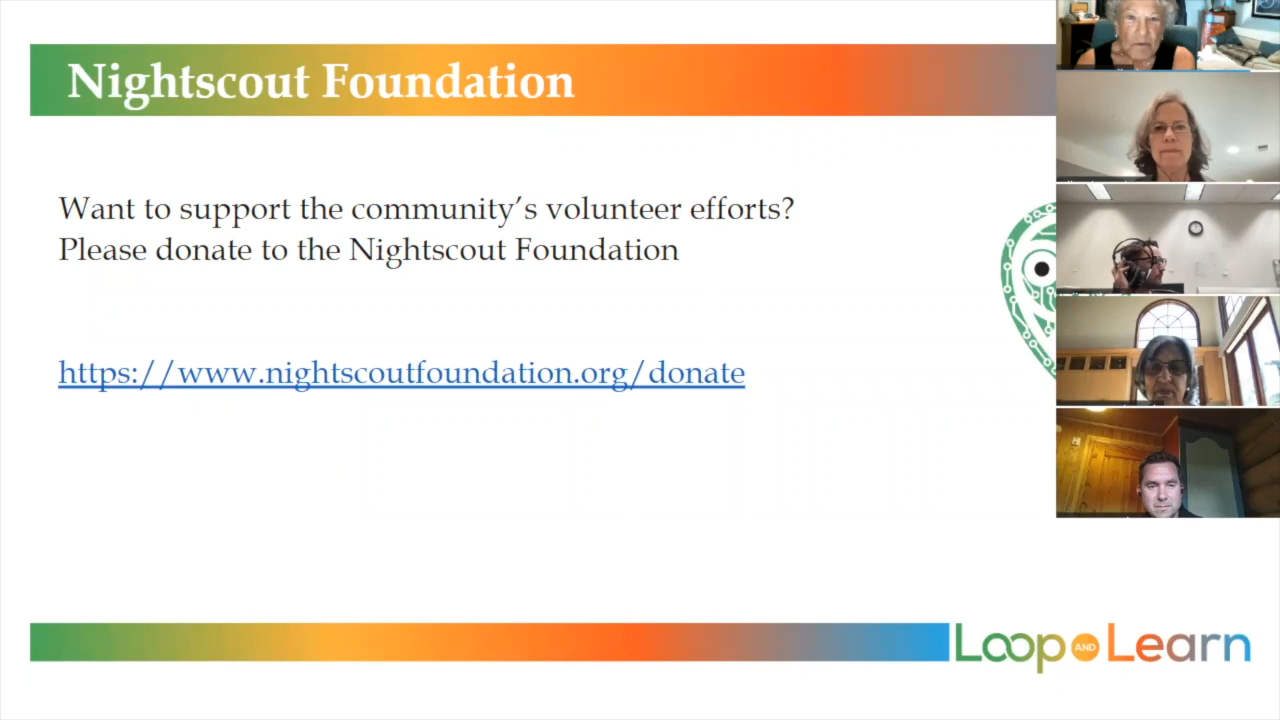 Nightscout Foundation
Want to support the community’s volunteer efforts?
Please donate to the Nightscout Foundation
https://www.nightscoutfoundation.org/donate
Loop AND Learn